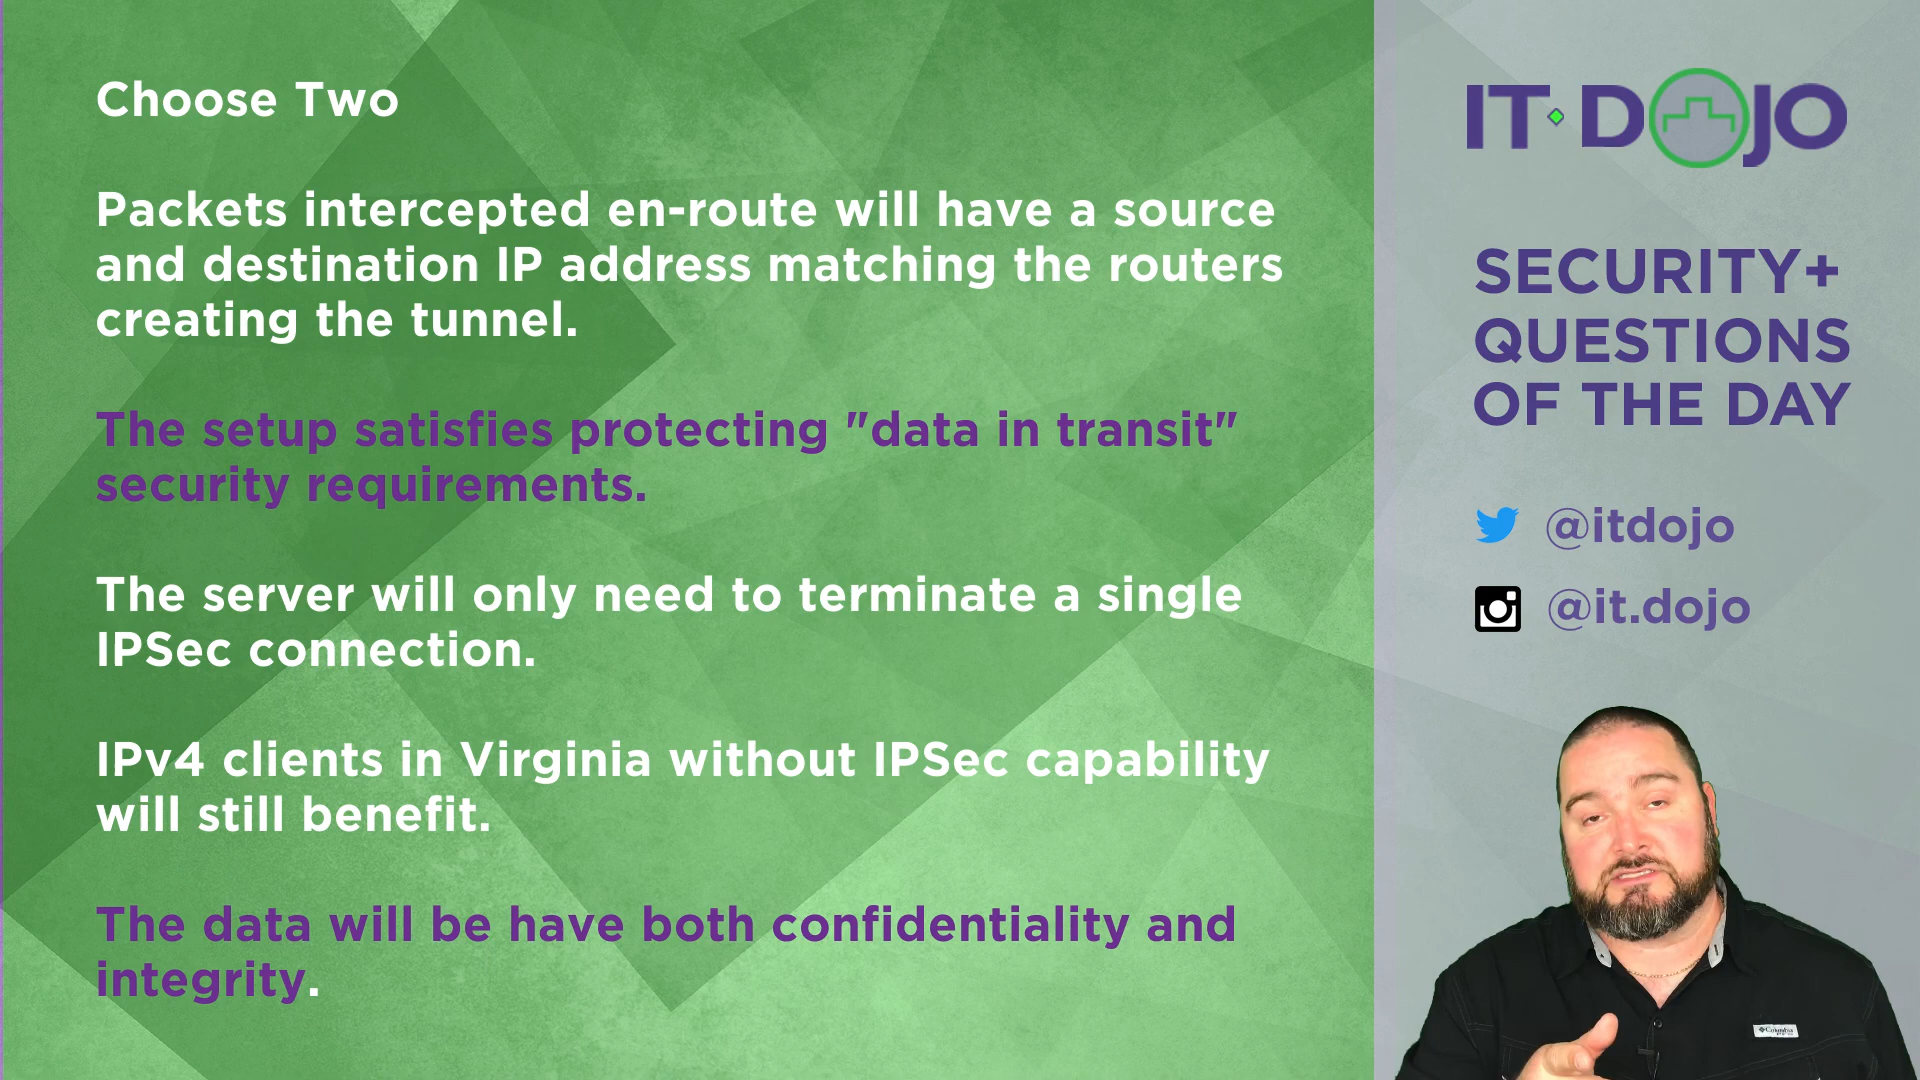 Choose Two
Packets intercepted en-route will have a source
and destination IP address matching the routers
creating the tunnel.
The setup satisfies protecting "data in transit"
security requirements.
The server will only need to terminate a single
IPSec connection.
IPv4 clients in Virginia without IPSec capability
will still benefit.
The data will be have both confidentiality and
integrity.
IT DOJO
SECURITY+
QUESTIONS
OF THE DAY
@itdojo
@it.dojo
Columbia